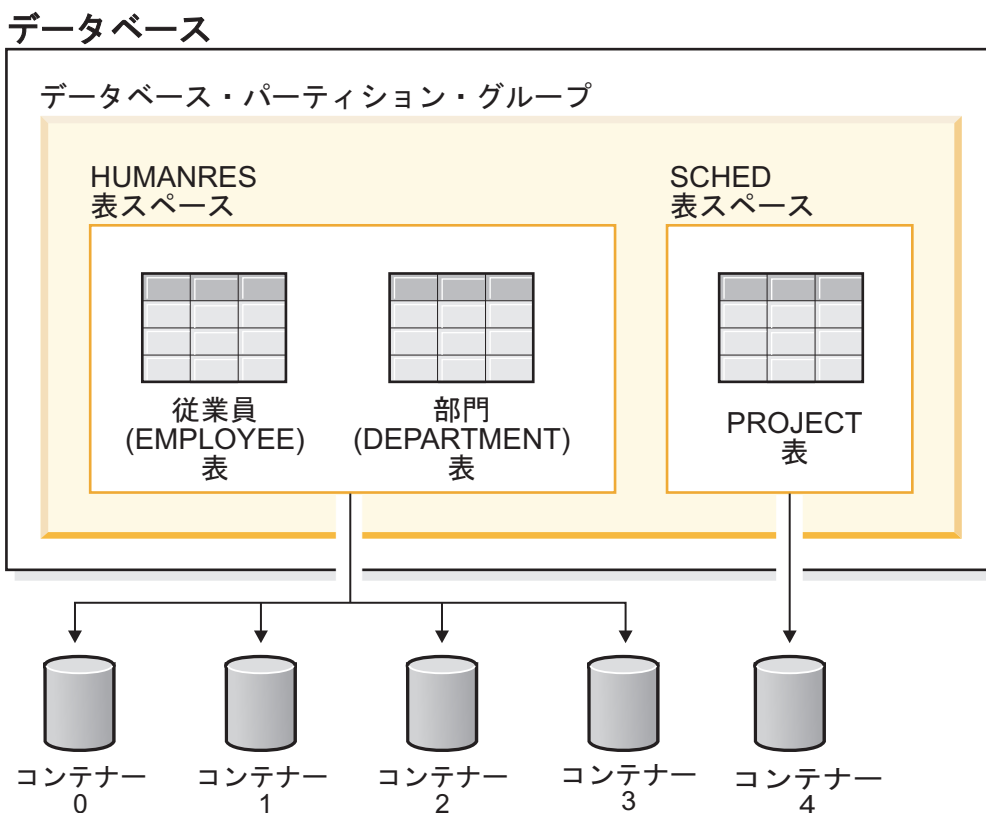 データベース
データベース・パーティション・グループ
HUMANRES
表スペース
SCHED
表スペース
従業員
(EMPLOYEE)
表
部門
(DEPARTMENT)
表
PROJECT
表
コンテナー
0
コンテナー
1
コンテナー
2
コンテナー
3
コンテナー
4